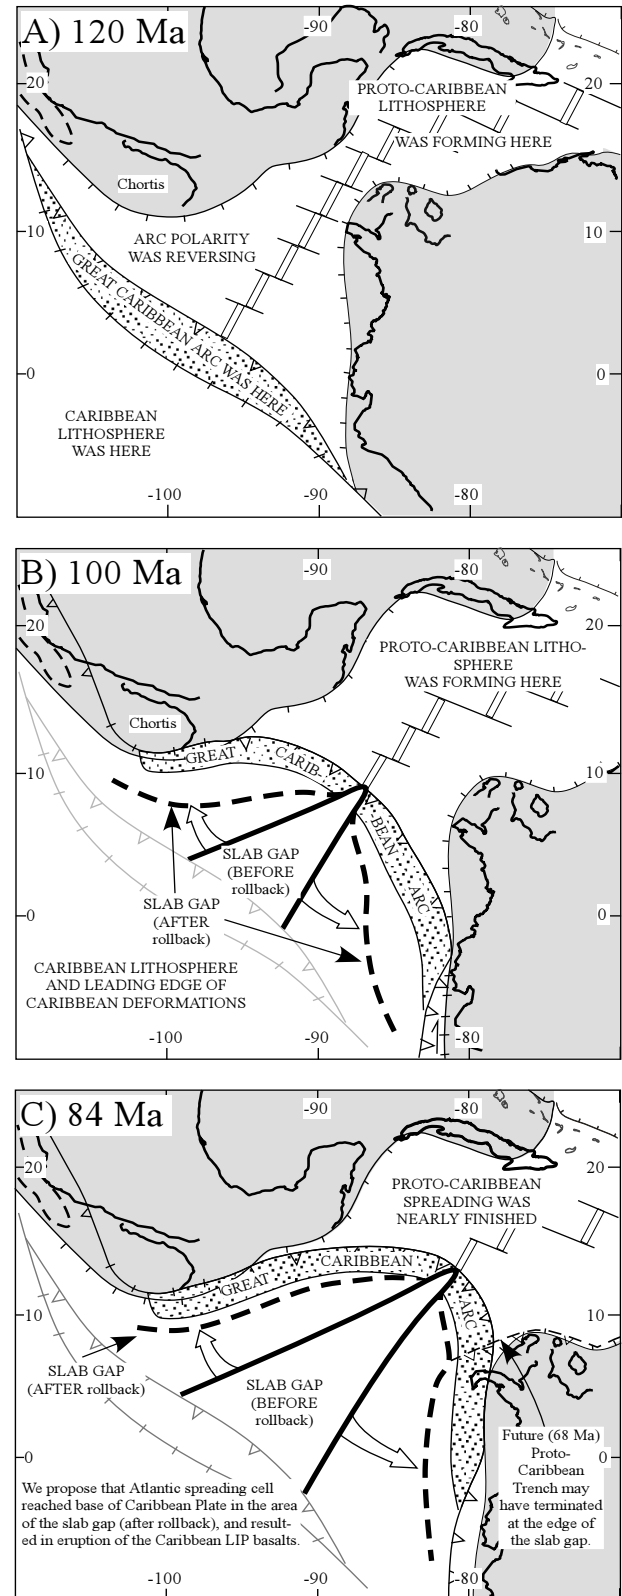 A) 120 Ma
-90
-80
20
20
PROTO-CARIBBEAN
LITHOSPHERE
WAS FORMING HERE
Chortis
10
10
ARC POLARITY
WAS REVERSING
GREAT CARIBBEAN ARC WAS HERE
0
0
CARIBBEAN
LITHOSPHERE
WAS HERE
-100
-90
-80
B) 100 Ma
-90
-80
20
20
PROTO-CARIBBEAN LITHO-
SPHERE
WAS FORMING HERE
Chortis
GREAT CARIB-
-BEAN ARC
10
10
SLAB GAP
(BEFORE
rollback)
SLAB GAP
(AFTER
rollback)
0
0
CARIBBEAN LITHOSPHERE
AND LEADING EDGE OF
CARIBBEAN DEFORMATIONS
-100
-90
-80
C) 84 Ma
-90
-80
20
20
PROTO-CARIBBEAN
SPREADING WAS
NEARLY FINISHED
GREAT CARIBBEAN ARC
10
10
SLAB GAP
(AFTER rollback)
SLAB GAP
(BEFORE
rollback)
Future (68 Ma)
Proto-
Caribbean
Trench may
have terminated
at the edge of
the slab gap.
0
0
We propose that Atlantic spreading cell
reached base of Caribbean Plate in the area
of the slab gap (after rollback), and result-
ed in eruption of the Caribbean LIP basalts.
-100
-90
-80